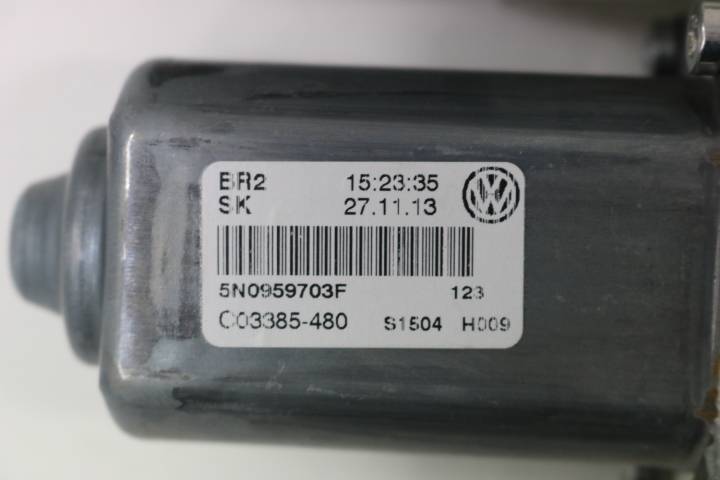 BR2 15:23:35
SK 27.11.13
5N0959703F 123
C03385-480 S1504 H009